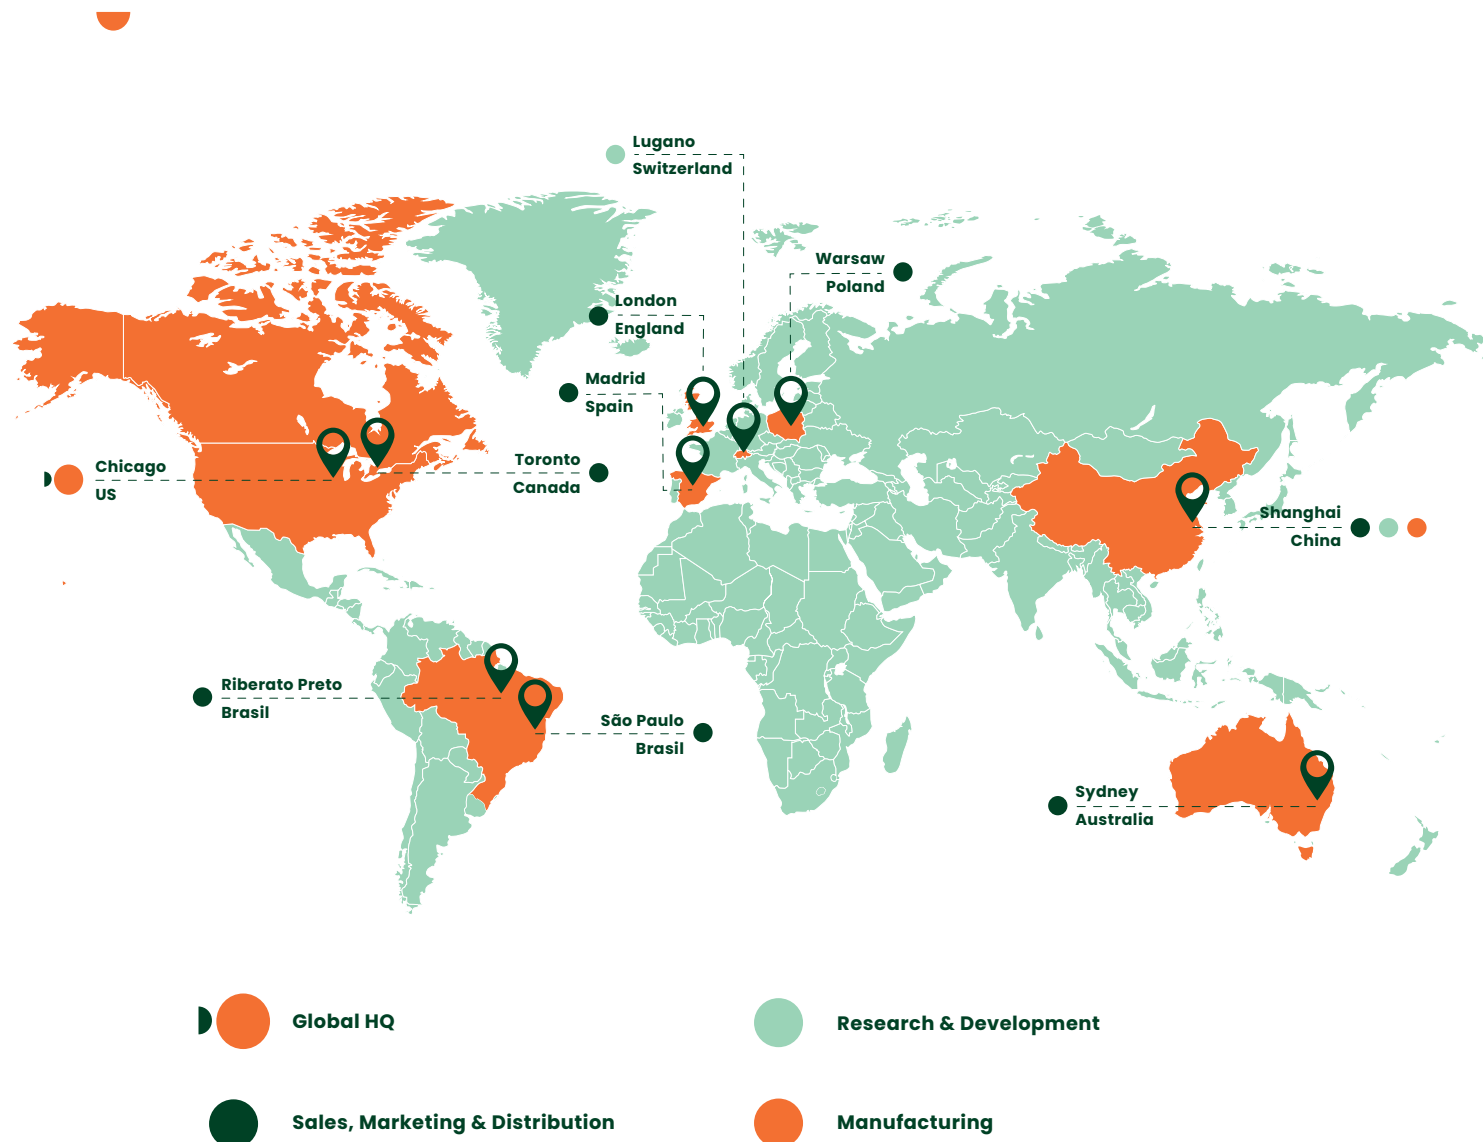 Lugano
Switzerland
Warsaw
Poland
London
England
Madrid
Spain
Chicago
US
Toronto
Canada
Shanghai
China
Riberato Preto
Brasil
São Paulo
Brasil
Sydney
Australia
Global HQ
Research & Development
Sales, Marketing & Distribution
Manufacturing